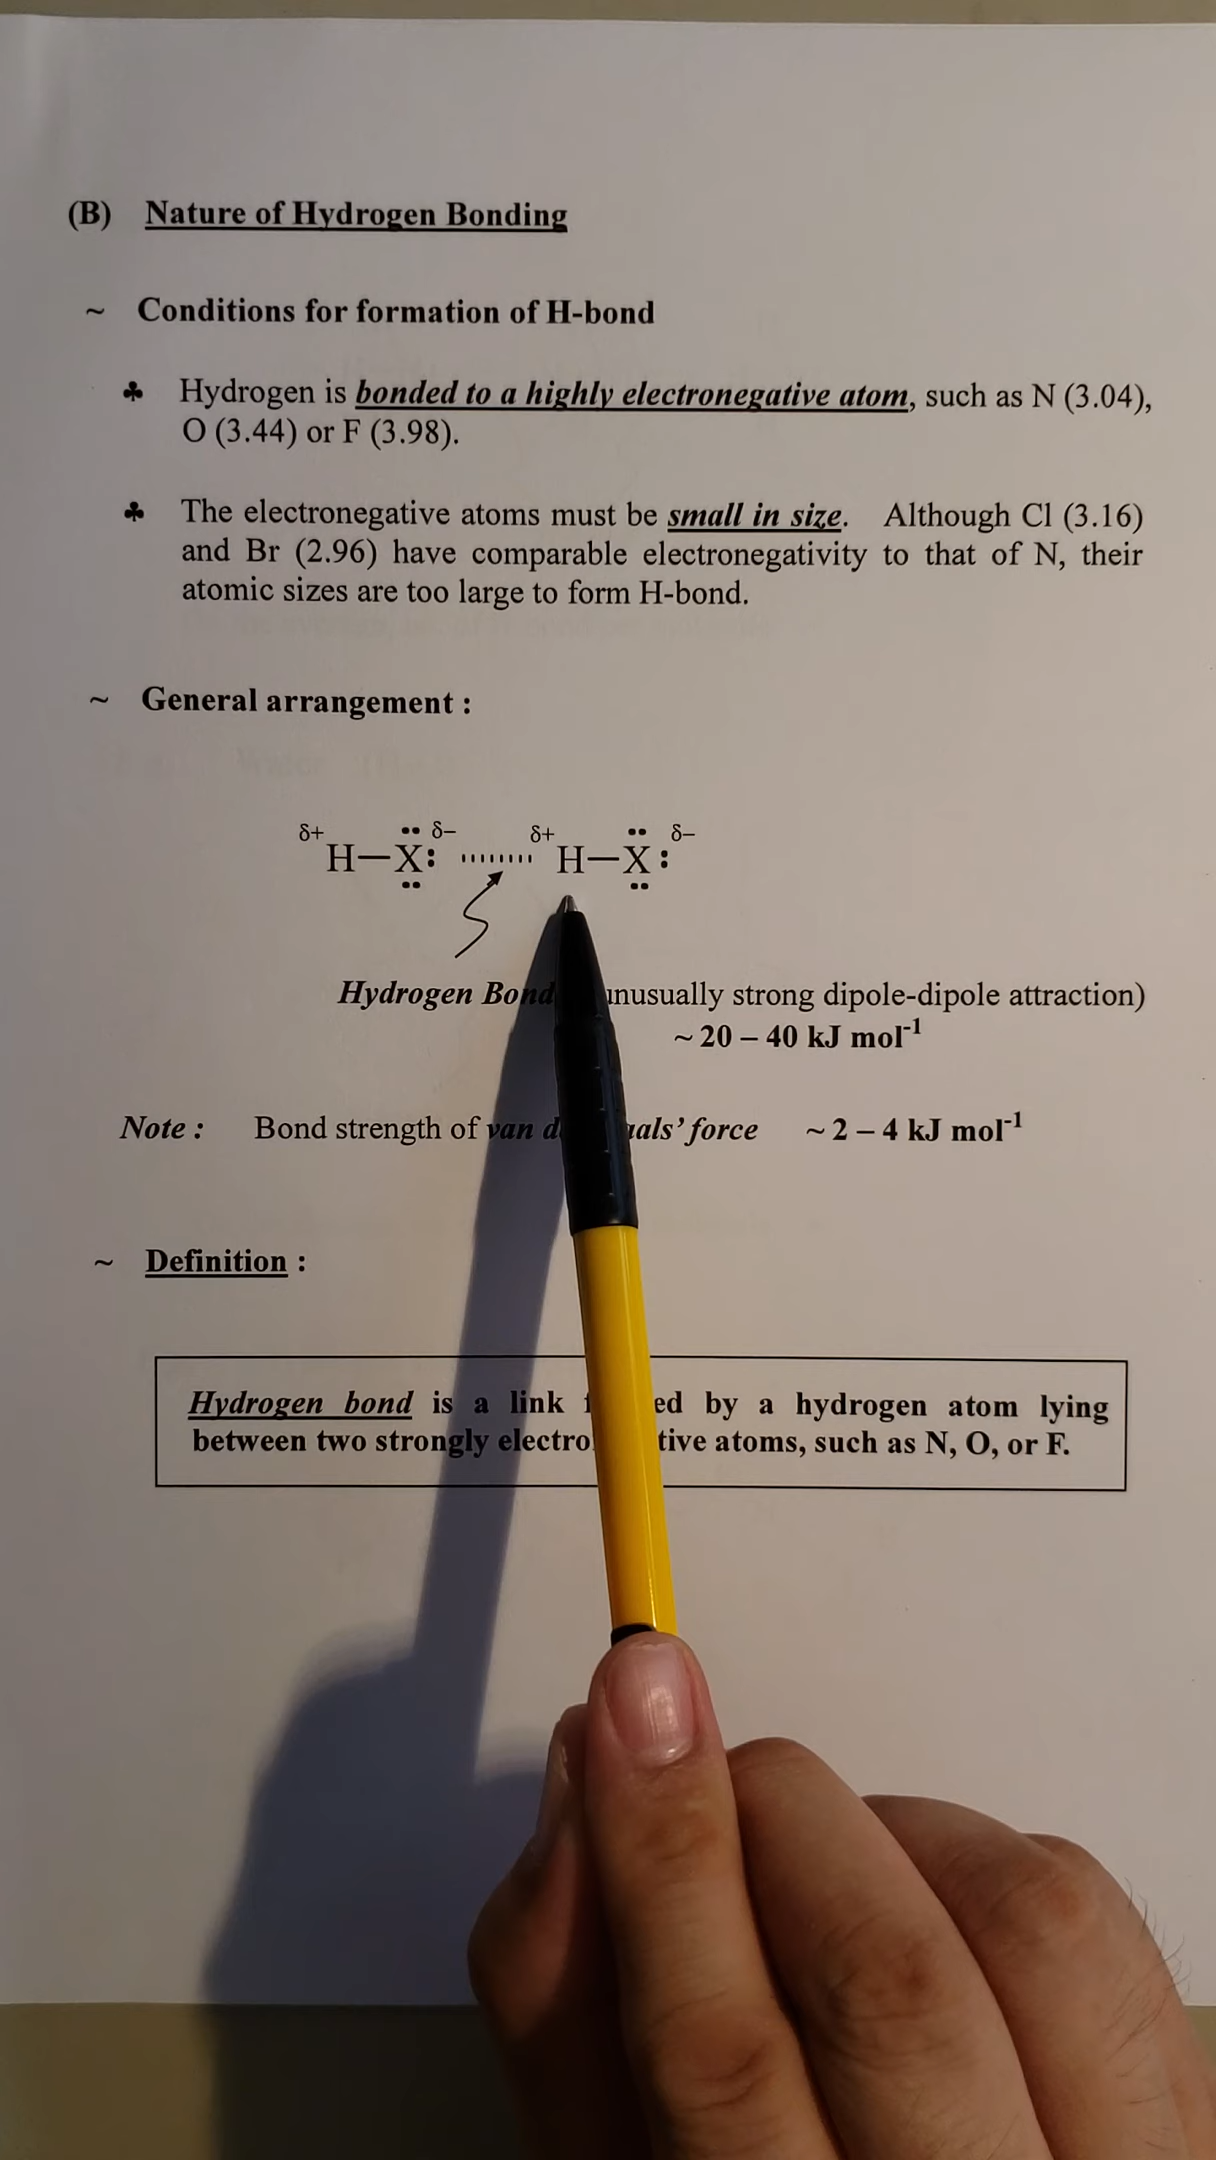 (B) Nature of Hydrogen Bonding
~ Conditions for formation of H-bond
♣ Hydrogen is bonded to a highly electronegative atom, such as N (3.04),
O (3.44) or F (3.98).
♣ The electronegative atoms must be small in size. Although Cl (3.16)
and Br (2.96) have comparable electronegativity to that of N, their
atomic sizes are too large to form H-bond.
~ General arrangement :
δ+ δ– δ+ δ–
H—X: ......... H—X:
Hydrogen Bond unusually strong dipole-dipole attraction)
~ 20 – 40 kJ mol⁻¹
Note : Bond strength of van force ~ 2 – 4 kJ mol⁻¹
~ Definition :
Hydrogen bond is a link by a hydrogen atom lying
between two strongly atoms, such as N, O, or F.